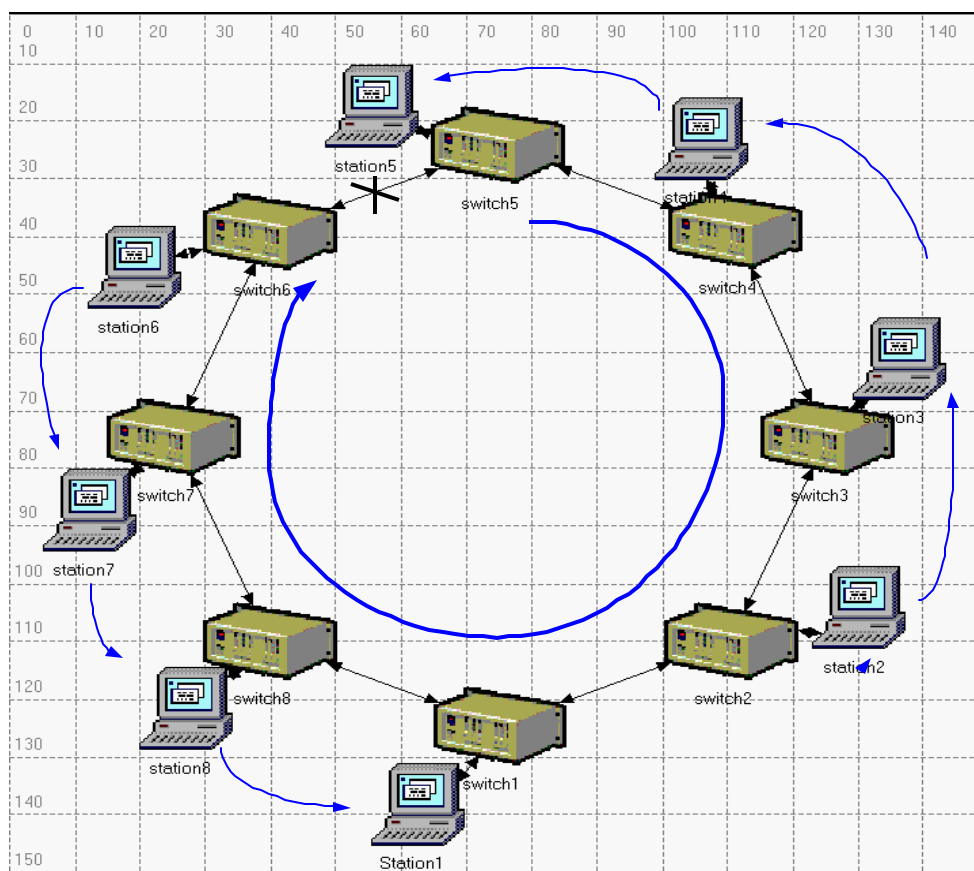 0 10 20 30 40 50 60 70 80 90 100 110 120 130 140
10
20
30
40
50
60
70
80
90
100
110
120
130
140
150
station5
switch5
station4
switch4
switch6
station6
station3
switch3
switch7
station7
station2
switch2
switch8
station8
switch1
Station1